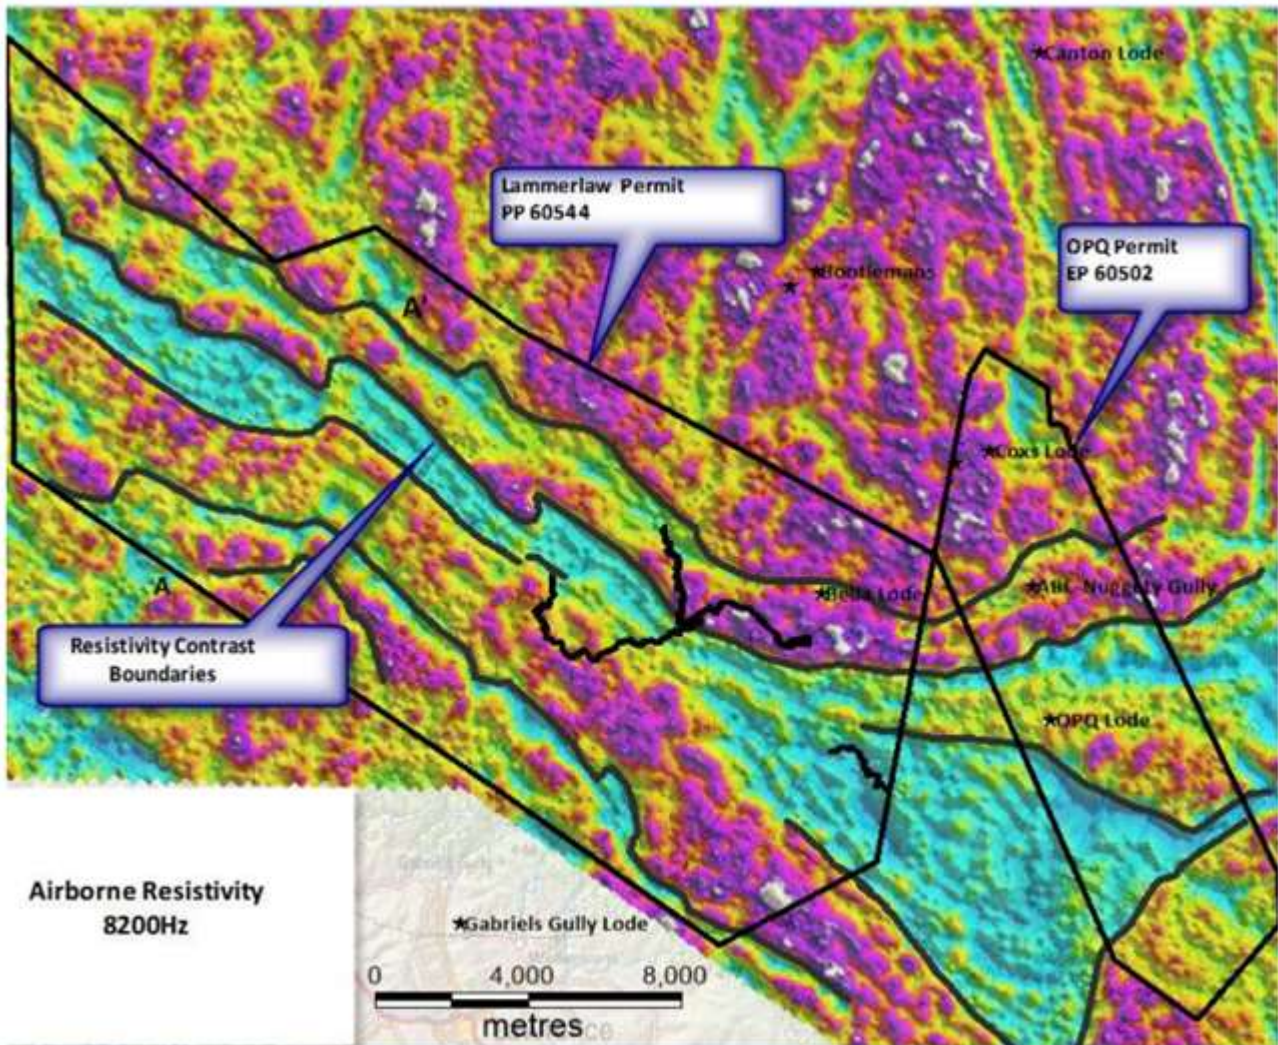 Canton Lode
Lammerlaw Permit
PP 60544
OPQ Permit
EP 60502
Bontlemans
A'
Coxs Lode
A
Bella Lode
ABC-Nuggety Gully
Resistivity Contrast
Boundaries
OPQ Lode
Airborne Resistivity
8200Hz
Gabriels Gully Lode
0 4,000 8,000
metres